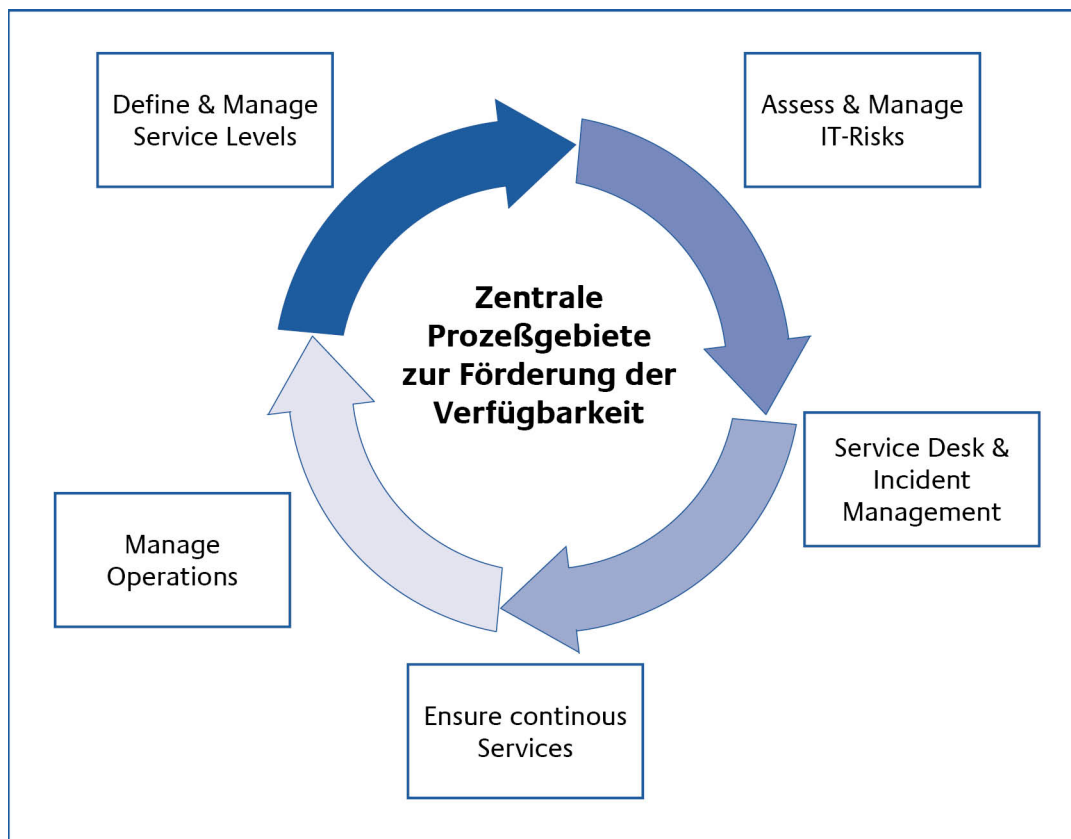 Define & Manage
Service Levels
Assess & Manage
IT-Risks
Zentrale
Prozeßgebiete
zur Förderung der
Verfügbarkeit
Service Desk &
Incident
Management
Manage
Operations
Ensure continous
Services